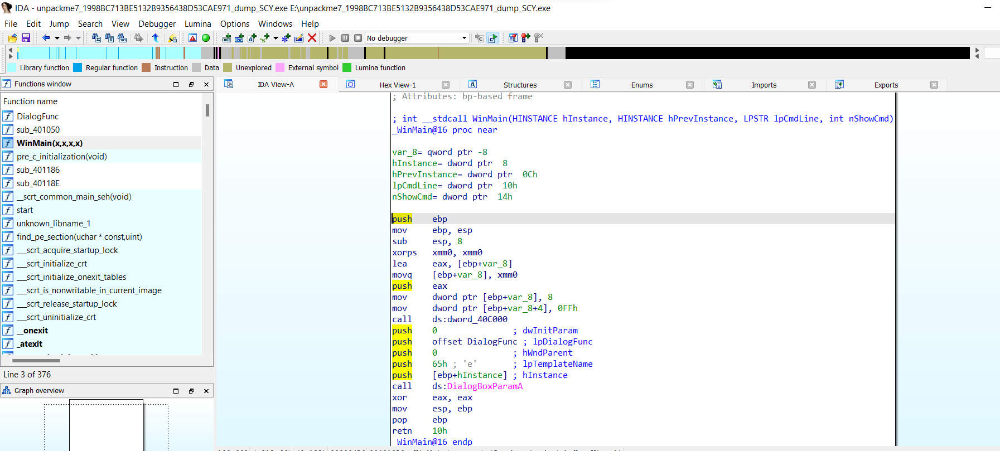 IDA - unpackme7_1998BC713BE5132B9356438D53CAE971_dump_SCY.exe E:\unpackme7_1998BC713BE5132B9356438D53CAE971_dump_SCY.exe
File Edit Jump Search View Debugger Lumina Options Windows Help
No debugger
Library function Regular function Instruction Data Unexplored External symbol Lumina function
Functions window
IDA View-A Hex View-1 Structures Enums Imports Exports
Function name
DialogFunc
sub_401050
WinMain(x,x,x,x)
pre_c_initialization(void)
sub_401186
sub_40118E
__scrt_common_main_seh(void)
start
unknown_libname_1
find_pe_section(uchar * const,uint)
___scrt_acquire_startup_lock
___scrt_initialize_crt
___scrt_initialize_onexit_tables
___scrt_is_nonwritable_in_current_image
___scrt_release_startup_lock
___scrt_uninitialize_crt
__onexit
_atexit
Line 3 of 376
Graph overview
; Attributes: bp-based frame
; int __stdcall WinMain(HINSTANCE hInstance, HINSTANCE hPrevInstance, LPSTR lpCmdLine, int nShowCmd)
_WinMain@16 proc near
var_8= qword ptr -8
hInstance= dword ptr 8
hPrevInstance= dword ptr 0Ch
lpCmdLine= dword ptr 10h
nShowCmd= dword ptr 14h
push ebp
mov ebp, esp
sub esp, 8
xorps xmm0, xmm0
lea eax, [ebp+var_8]
movq [ebp+var_8], xmm0
push eax
mov dword ptr [ebp+var_8], 8
mov dword ptr [ebp+var_8+4], 0FFh
call ds:dword_40C000
push 0 ; dwInitParam
push offset DialogFunc ; lpDialogFunc
push 0 ; hWndParent
push 65h ; 'e' ; lpTemplateName
push [ebp+hInstance] ; hInstance
call ds:DialogBoxParamA
xor eax, eax
mov esp, ebp
pop ebp
retn 10h
_WinMain@16 endp